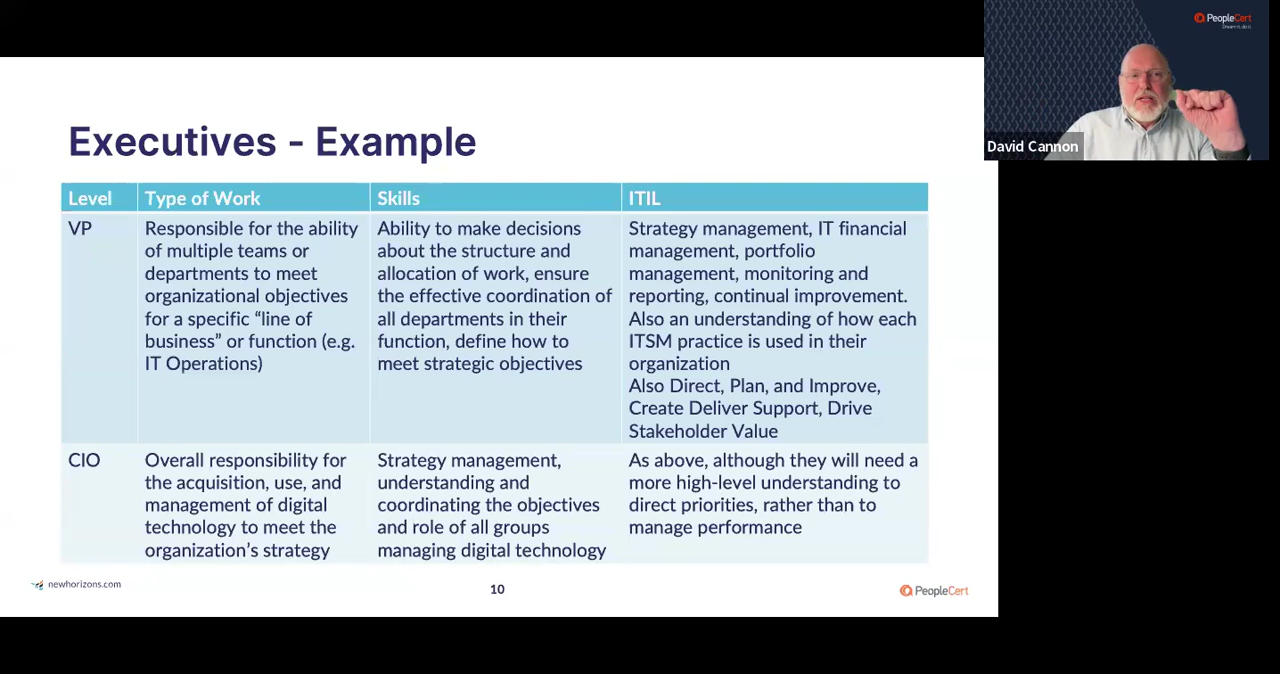 PeopleCert
David Cannon
Executives - Example
Level
Type of Work
Skills
ITIL
VP
Responsible for the ability
of multiple teams or
departments to meet
organizational objectives
for a specific “line of
business” or function (e.g.
IT Operations)
Ability to make decisions
about the structure and
allocation of work, ensure
the effective coordination of
all departments in their
function, define how to
meet strategic objectives
Strategy management, IT financial
management, portfolio
management, monitoring and
reporting, continual improvement.
Also an understanding of how each
ITSM practice is used in their
organization
Also Direct, Plan, and Improve,
Create Deliver Support, Drive
Stakeholder Value
CIO
Overall responsibility for
the acquisition, use, and
management of digital
technology to meet the
organization’s strategy
Strategy management,
understanding and
coordinating the objectives
and role of all groups
managing digital technology
As above, although they will need a
more high-level understanding to
direct priorities, rather than to
manage performance
newhorizons.com
10
PeopleCert